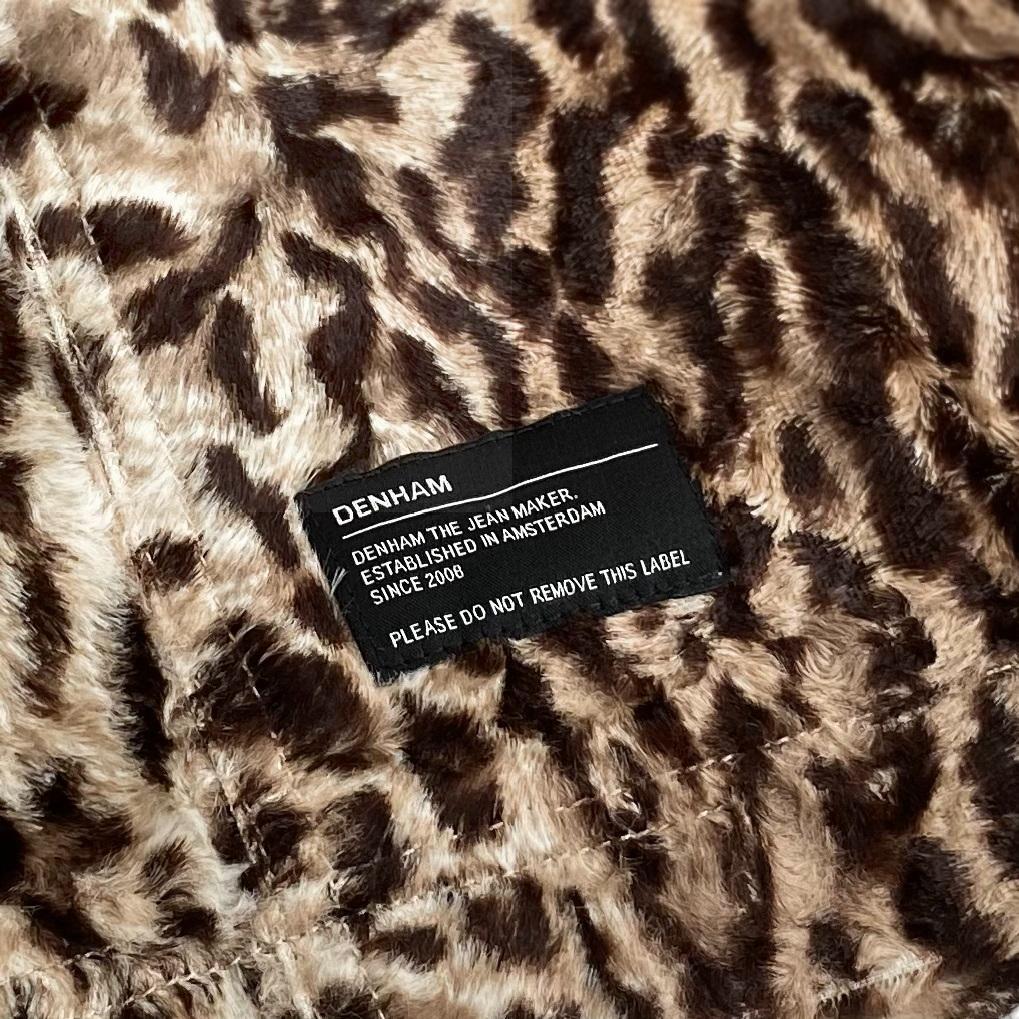 DENHAM
DENHAM THE JEAN MAKER.
ESTABLISHED IN AMSTERDAM
SINCE 2008
PLEASE DO NOT REMOVE THIS LABEL